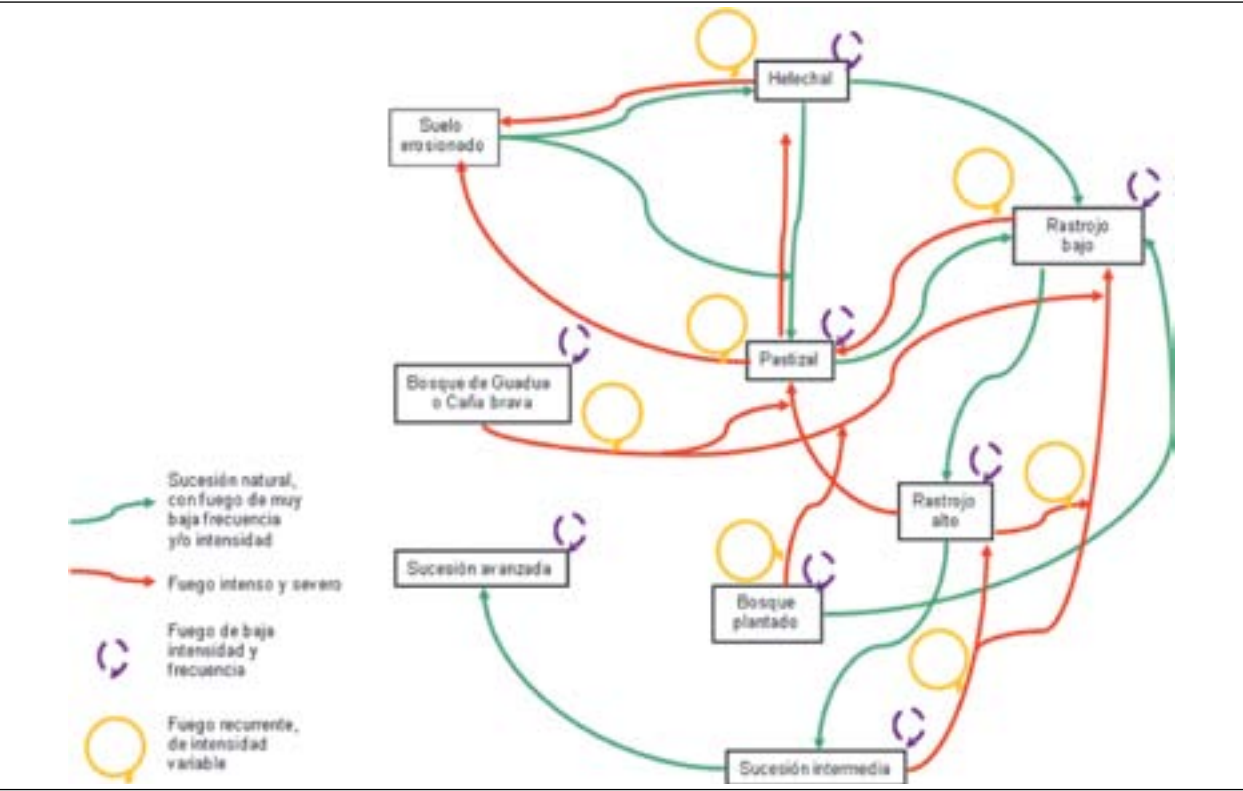 Helechal
Suelo
erosionado
Rastrojo
bajo
Pastizal
Bosque de Guadua
o Caña brava
Sucesión natural,
con fuego de muy
baja frecuencia
y/o intensidad
Rastrojo
alto
Sucesión avanzada
Fuego intenso y severo
Bosque
plantado
Fuego de baja
intensidad y
frecuencia
Fuego recurrente,
de intensidad
variable
Sucesión intermedia